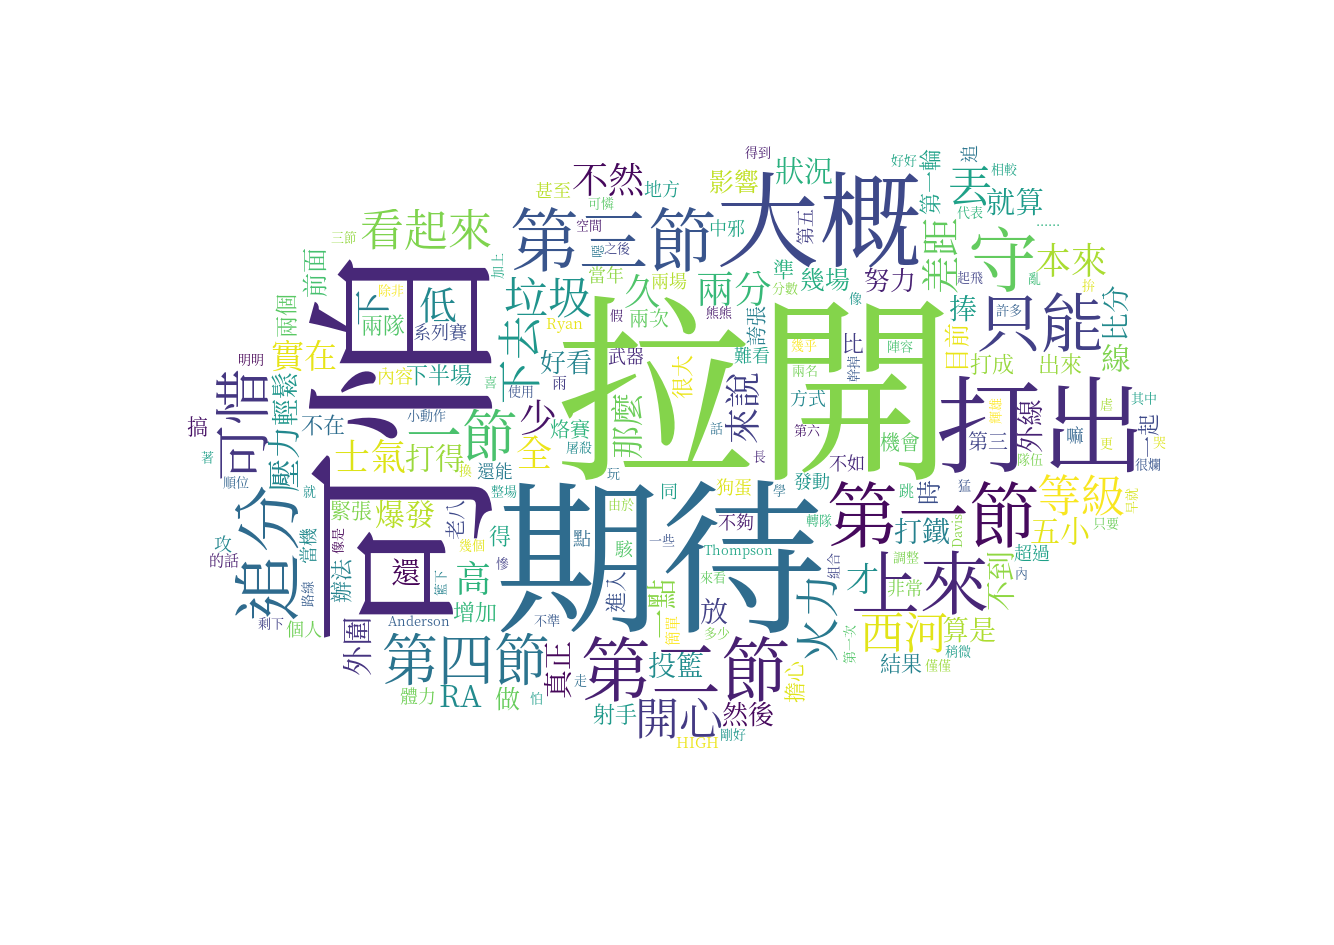 得到
追
好好
第一輪
相較
不然
狀況
影響
甚至
地方
大概
丟
就算
可憐
代表
看起來
第三節
空間
中邪
第五
差距
守
本來
……
三節
之後
加上
前面
可惡
除非
下
低
垃圾
當年
兩場
久
兩分
準
幾場
努力
分數
起飛
亂
拚
兩個
兩隊
系列賽
下去
Ryan
假
兩次
熊熊
誇張
像
捧
只能
許多
比分
實在
明明
內容
下半場
喜
好看
武器
拉開
難看
很大
幾乎
比
陣容
目前
打成
出來
線
可惜
輕鬆
小動作
使用
雨
兩名
幹掉
搞
不在
一節
少
那麼
來說
方式
打出
外線
第三
嘛
虐
更
其中
一起
著
壓力
士氣
打得
全
烙賽
屠殺
話
第六
機會
隊伍
很爛
哭
順位
換
還能
玩
長
不如
值分
就
整場
期待
同
狗蛋
學
發動
第一節
跳
時
猛
等級
早就
緊張
爆發
老八
由於
不夠
轉隊
打鐵
Davis
五小
只要
攻
當機
像是
得
幾個
點
駭
一些
Thompson
組合
調整
超過
的話
辦法
還
籃下
高
慘
進入
一點
來看
火力
才
上來
非常
不到
內
路線
剩下
個人
增加
Anderson
不準
簡單
放
多少
第一次
西河
算是
稍微
外圍
第四節
真正
第二節
投籃
擔心
結果
僅僅
體力
RA
做
怕
走
射手
開心
然後
剛好
HIGH